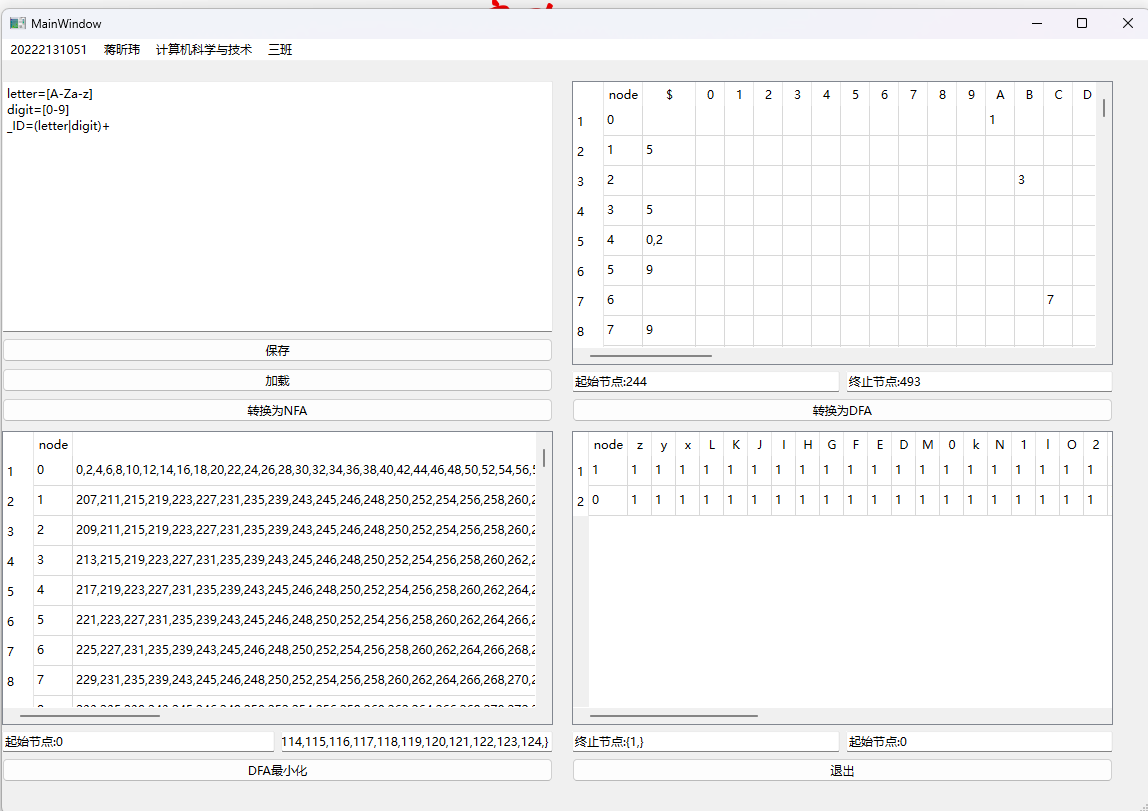 MainWindow
20222131051 蒋昕玮 计算机科学与技术 三班
letter=[A-Za-z]
digit=[0-9]
_ID=(letter|digit)+
保存
加载
转换为NFA
node $ 0 1 2 3 4 5 6 7 8 9 A B C D
1 0 1
2 1 5
3 2 3
4 3 5
5 4 0,2
6 5 9
7 6 7
8 7 9
起始节点:244 终止节点:493
转换为DFA
node
1 0 0,2,4,6,8,10,12,14,16,18,20,22,24,26,28,30,32,34,36,38,40,42,44,46,48,50,52,54,56,
2 1 207,211,215,219,223,227,231,235,239,243,245,246,248,250,252,254,256,258,260,
3 2 209,211,215,219,223,227,231,235,239,243,245,246,248,250,252,254,256,258,260,
4 3 213,215,219,223,227,231,235,239,243,245,246,248,250,252,254,256,258,260,262,
5 4 217,219,223,227,231,235,239,243,245,246,248,250,252,254,256,258,260,262,264,
6 5 221,223,227,231,235,239,243,245,246,248,250,252,254,256,258,260,262,264,266,
7 6 225,227,231,235,239,243,245,246,248,250,252,254,256,258,260,262,264,266,268,
8 7 229,231,235,239,243,245,246,248,250,252,254,256,258,260,262,264,266,268,270,
起始节点:0 114,115,116,117,118,119,120,121,122,123,124,}
DFA最小化
node z y x L K J I H G F E D M 0 k N 1 l O 2
1 1 1 1 1 1 1 1 1 1 1 1 1 1 1 1 1 1 1 1 1 1
2 0 1 1 1 1 1 1 1 1 1 1 1 1 1 1 1 1 1 1 1 1
终止节点:{1,} 起始节点:0
退出